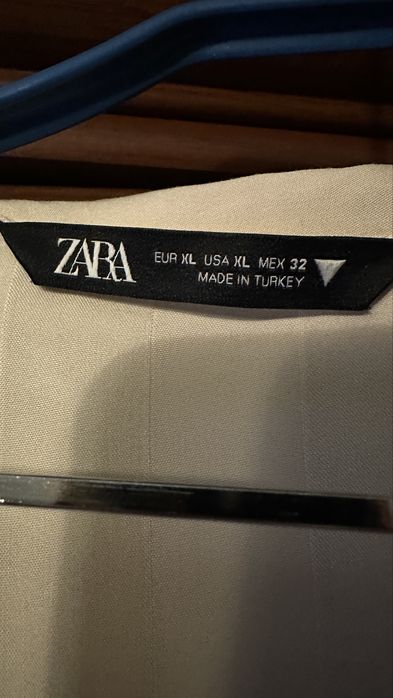 ZARA
EUR XL USA XL MEX 32
MADE IN TURKEY